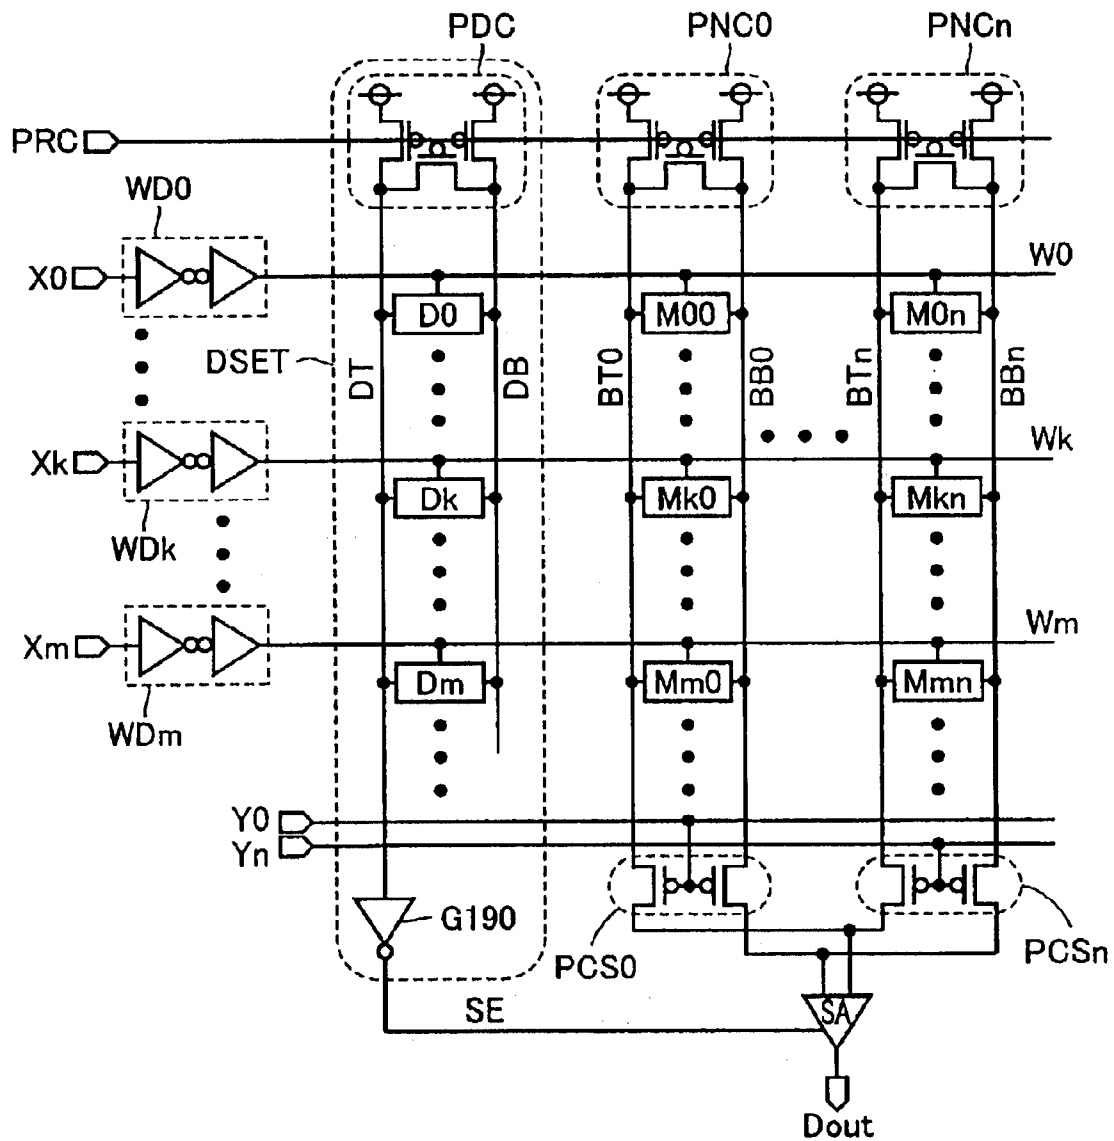 PDC PNC0 PNCn
PRC
WD0
X0 W0
D0 M00 M0n
DSET DT DB BT0 BB0 BTn BBn
Xk Wk
Dk Mk0 Mkn
WDk
Xm Wm
Dm Mm0 Mmn
WDm
Y0
Yn
G190
PCS0 PCSn
SE SA
Dout